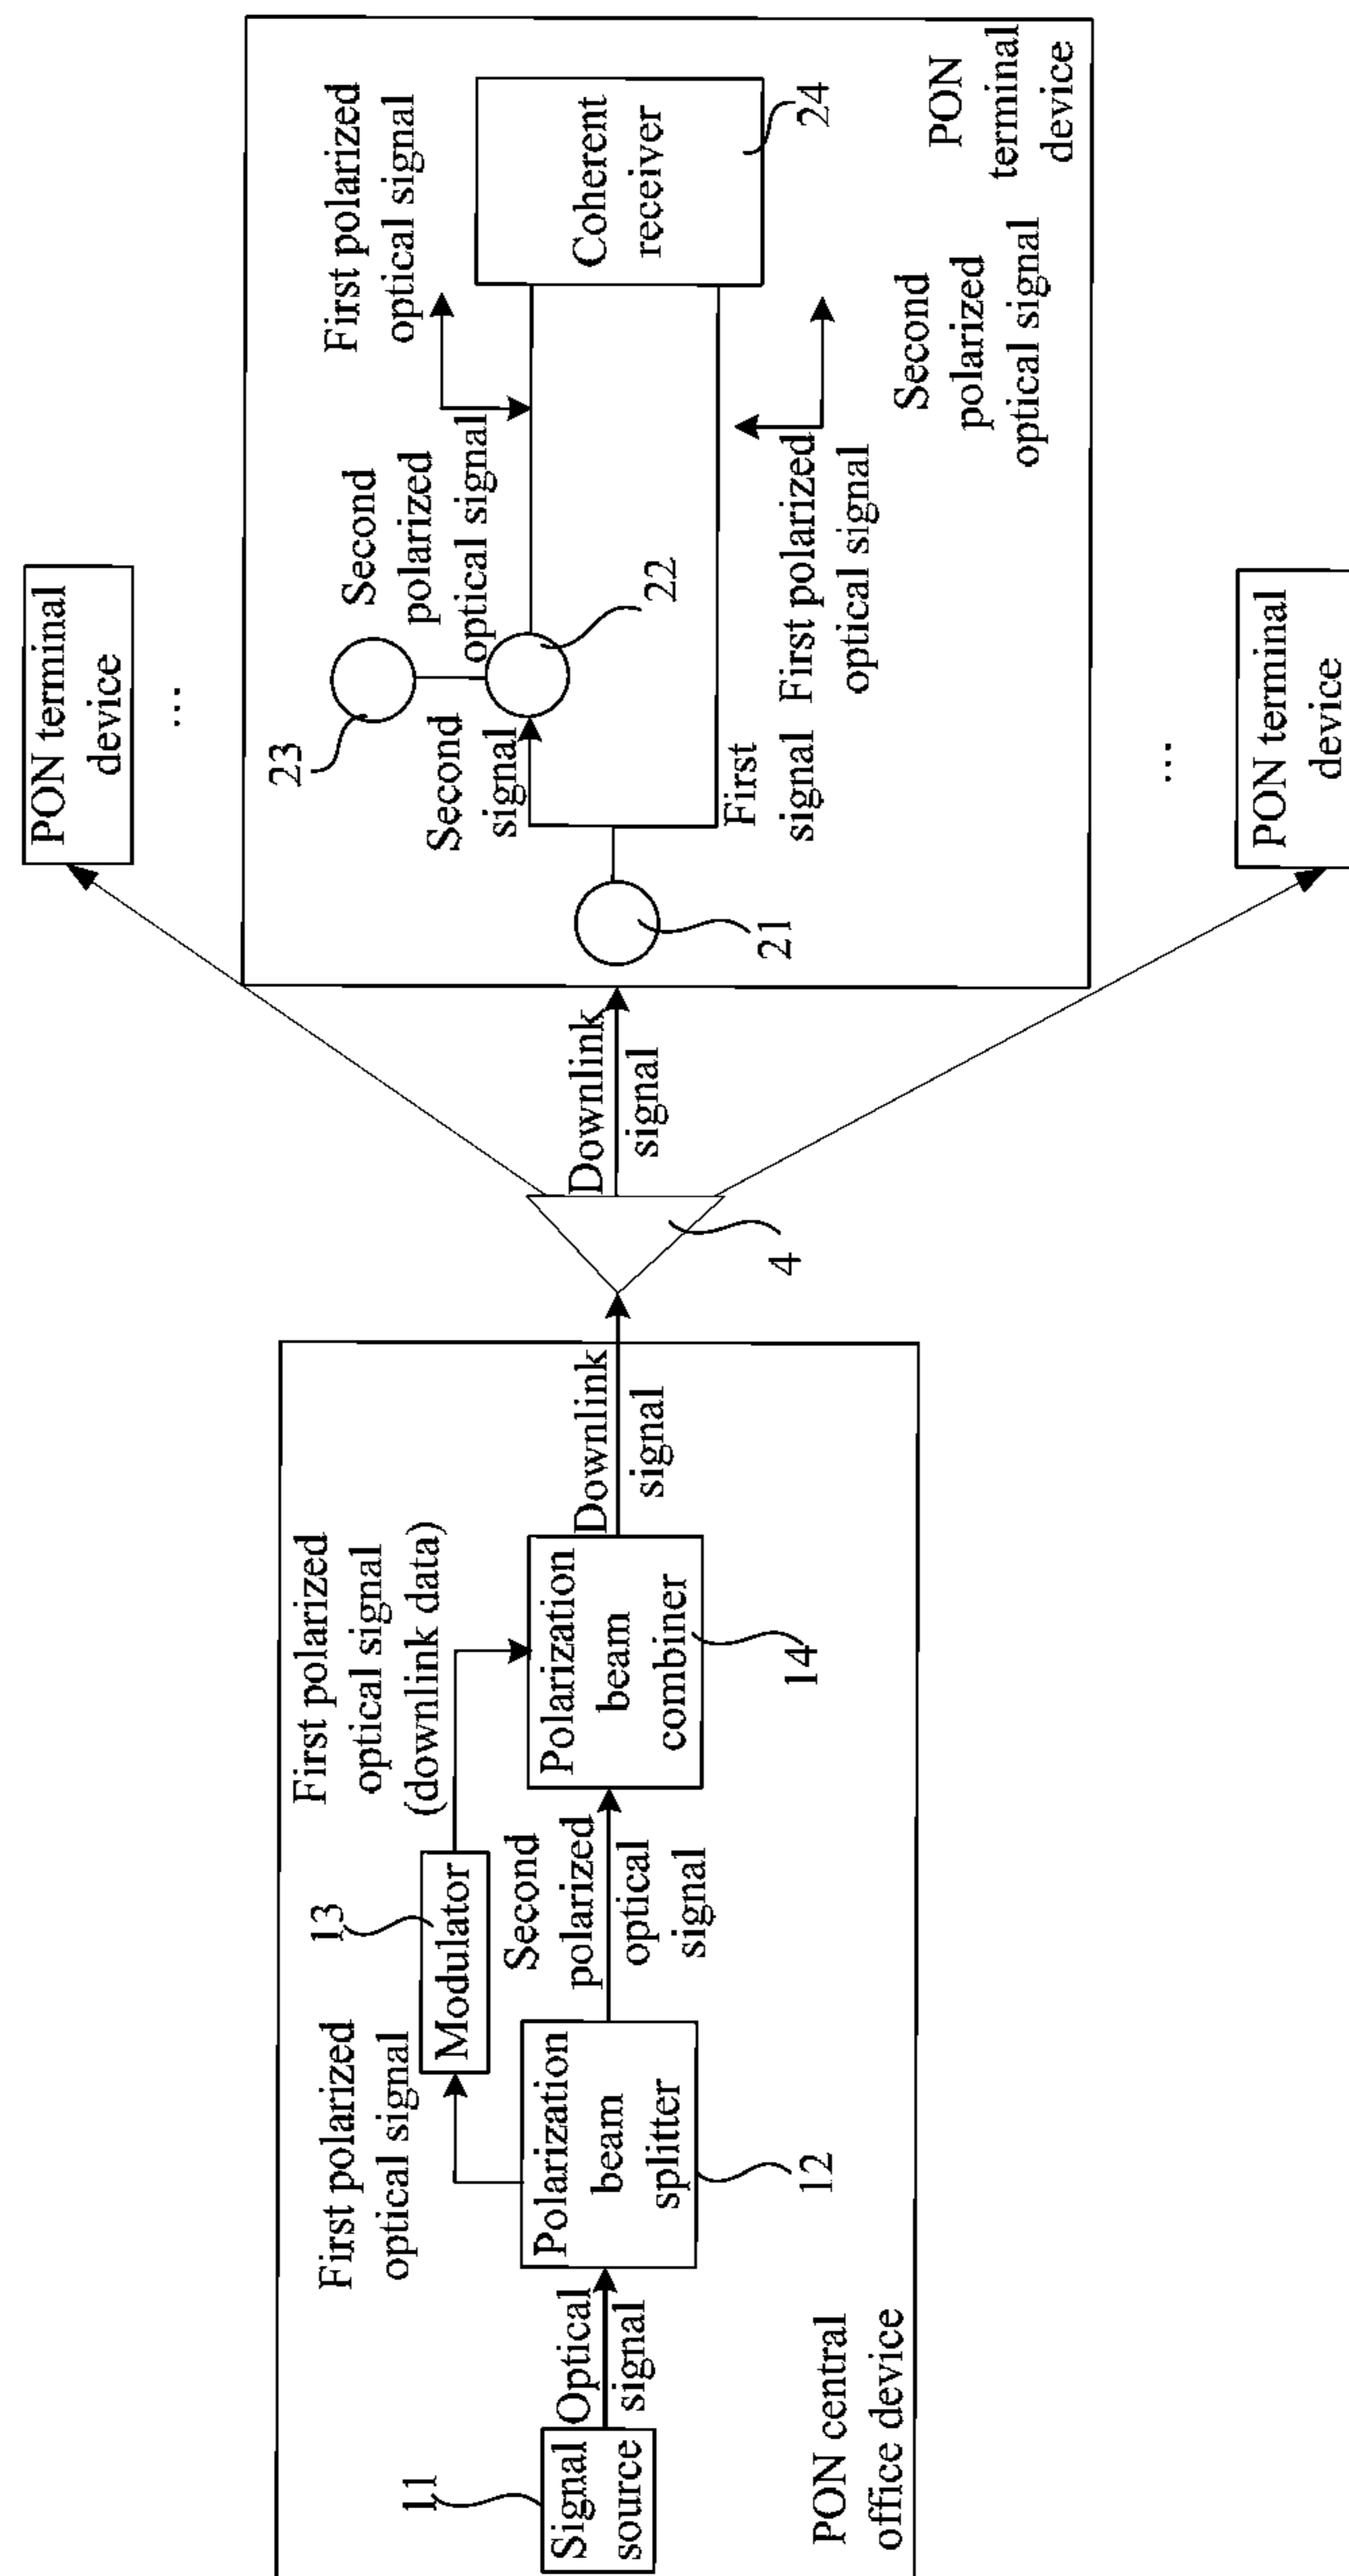 11
Signal
source
Optical
signal
PON central
office device
First polarized
optical signal
Polarization
beam
splitter
12
13
Modulator
Second
polarized
optical
signal
First polarized
optical signal
(downlink data)
Polarization
beam
combiner
14
Downlink
signal
4
Downlink
signal
PON terminal
device
...
21
23
Second
signal
22
First
signal
Second
polarized
optical signal
First polarized
optical signal
First polarized
optical signal
Second
polarized
optical signal
Coherent
receiver
24
PON
terminal
device
...
PON terminal
device